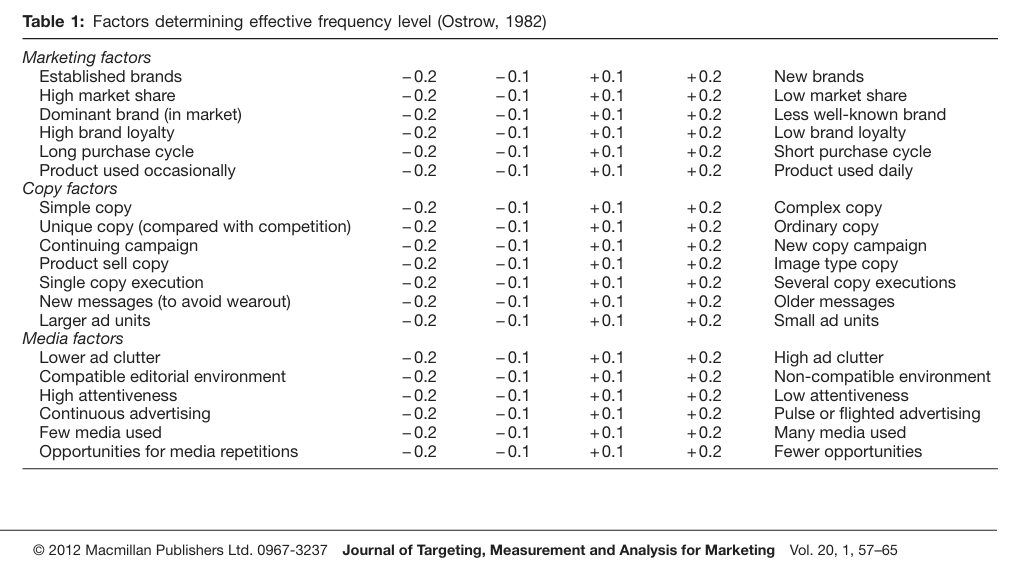 Table 1: Factors determining effective frequency level (Ostrow, 1982)
Marketing factors
Established brands −0.2 −0.1 +0.1 +0.2 New brands
High market share −0.2 −0.1 +0.1 +0.2 Low market share
Dominant brand (in market) −0.2 −0.1 +0.1 +0.2 Less well-known brand
High brand loyalty −0.2 −0.1 +0.1 +0.2 Low brand loyalty
Long purchase cycle −0.2 −0.1 +0.1 +0.2 Short purchase cycle
Product used occasionally −0.2 −0.1 +0.1 +0.2 Product used daily
Copy factors
Simple copy −0.2 −0.1 +0.1 +0.2 Complex copy
Unique copy (compared with competition) −0.2 −0.1 +0.1 +0.2 Ordinary copy
Continuing campaign −0.2 −0.1 +0.1 +0.2 New copy campaign
Product sell copy −0.2 −0.1 +0.1 +0.2 Image type copy
Single copy execution −0.2 −0.1 +0.1 +0.2 Several copy executions
New messages (to avoid wearout) −0.2 −0.1 +0.1 +0.2 Older messages
Larger ad units −0.2 −0.1 +0.1 +0.2 Small ad units
Media factors
Lower ad clutter −0.2 −0.1 +0.1 +0.2 High ad clutter
Compatible editorial environment −0.2 −0.1 +0.1 +0.2 Non-compatible environment
High attentiveness −0.2 −0.1 +0.1 +0.2 Low attentiveness
Continuous advertising −0.2 −0.1 +0.1 +0.2 Pulse or flighted advertising
Few media used −0.2 −0.1 +0.1 +0.2 Many media used
Opportunities for media repetitions −0.2 −0.1 +0.1 +0.2 Fewer opportunities
© 2012 Macmillan Publishers Ltd. 0967-3237 Journal of Targeting, Measurement and Analysis for Marketing Vol. 20, 1, 57–65